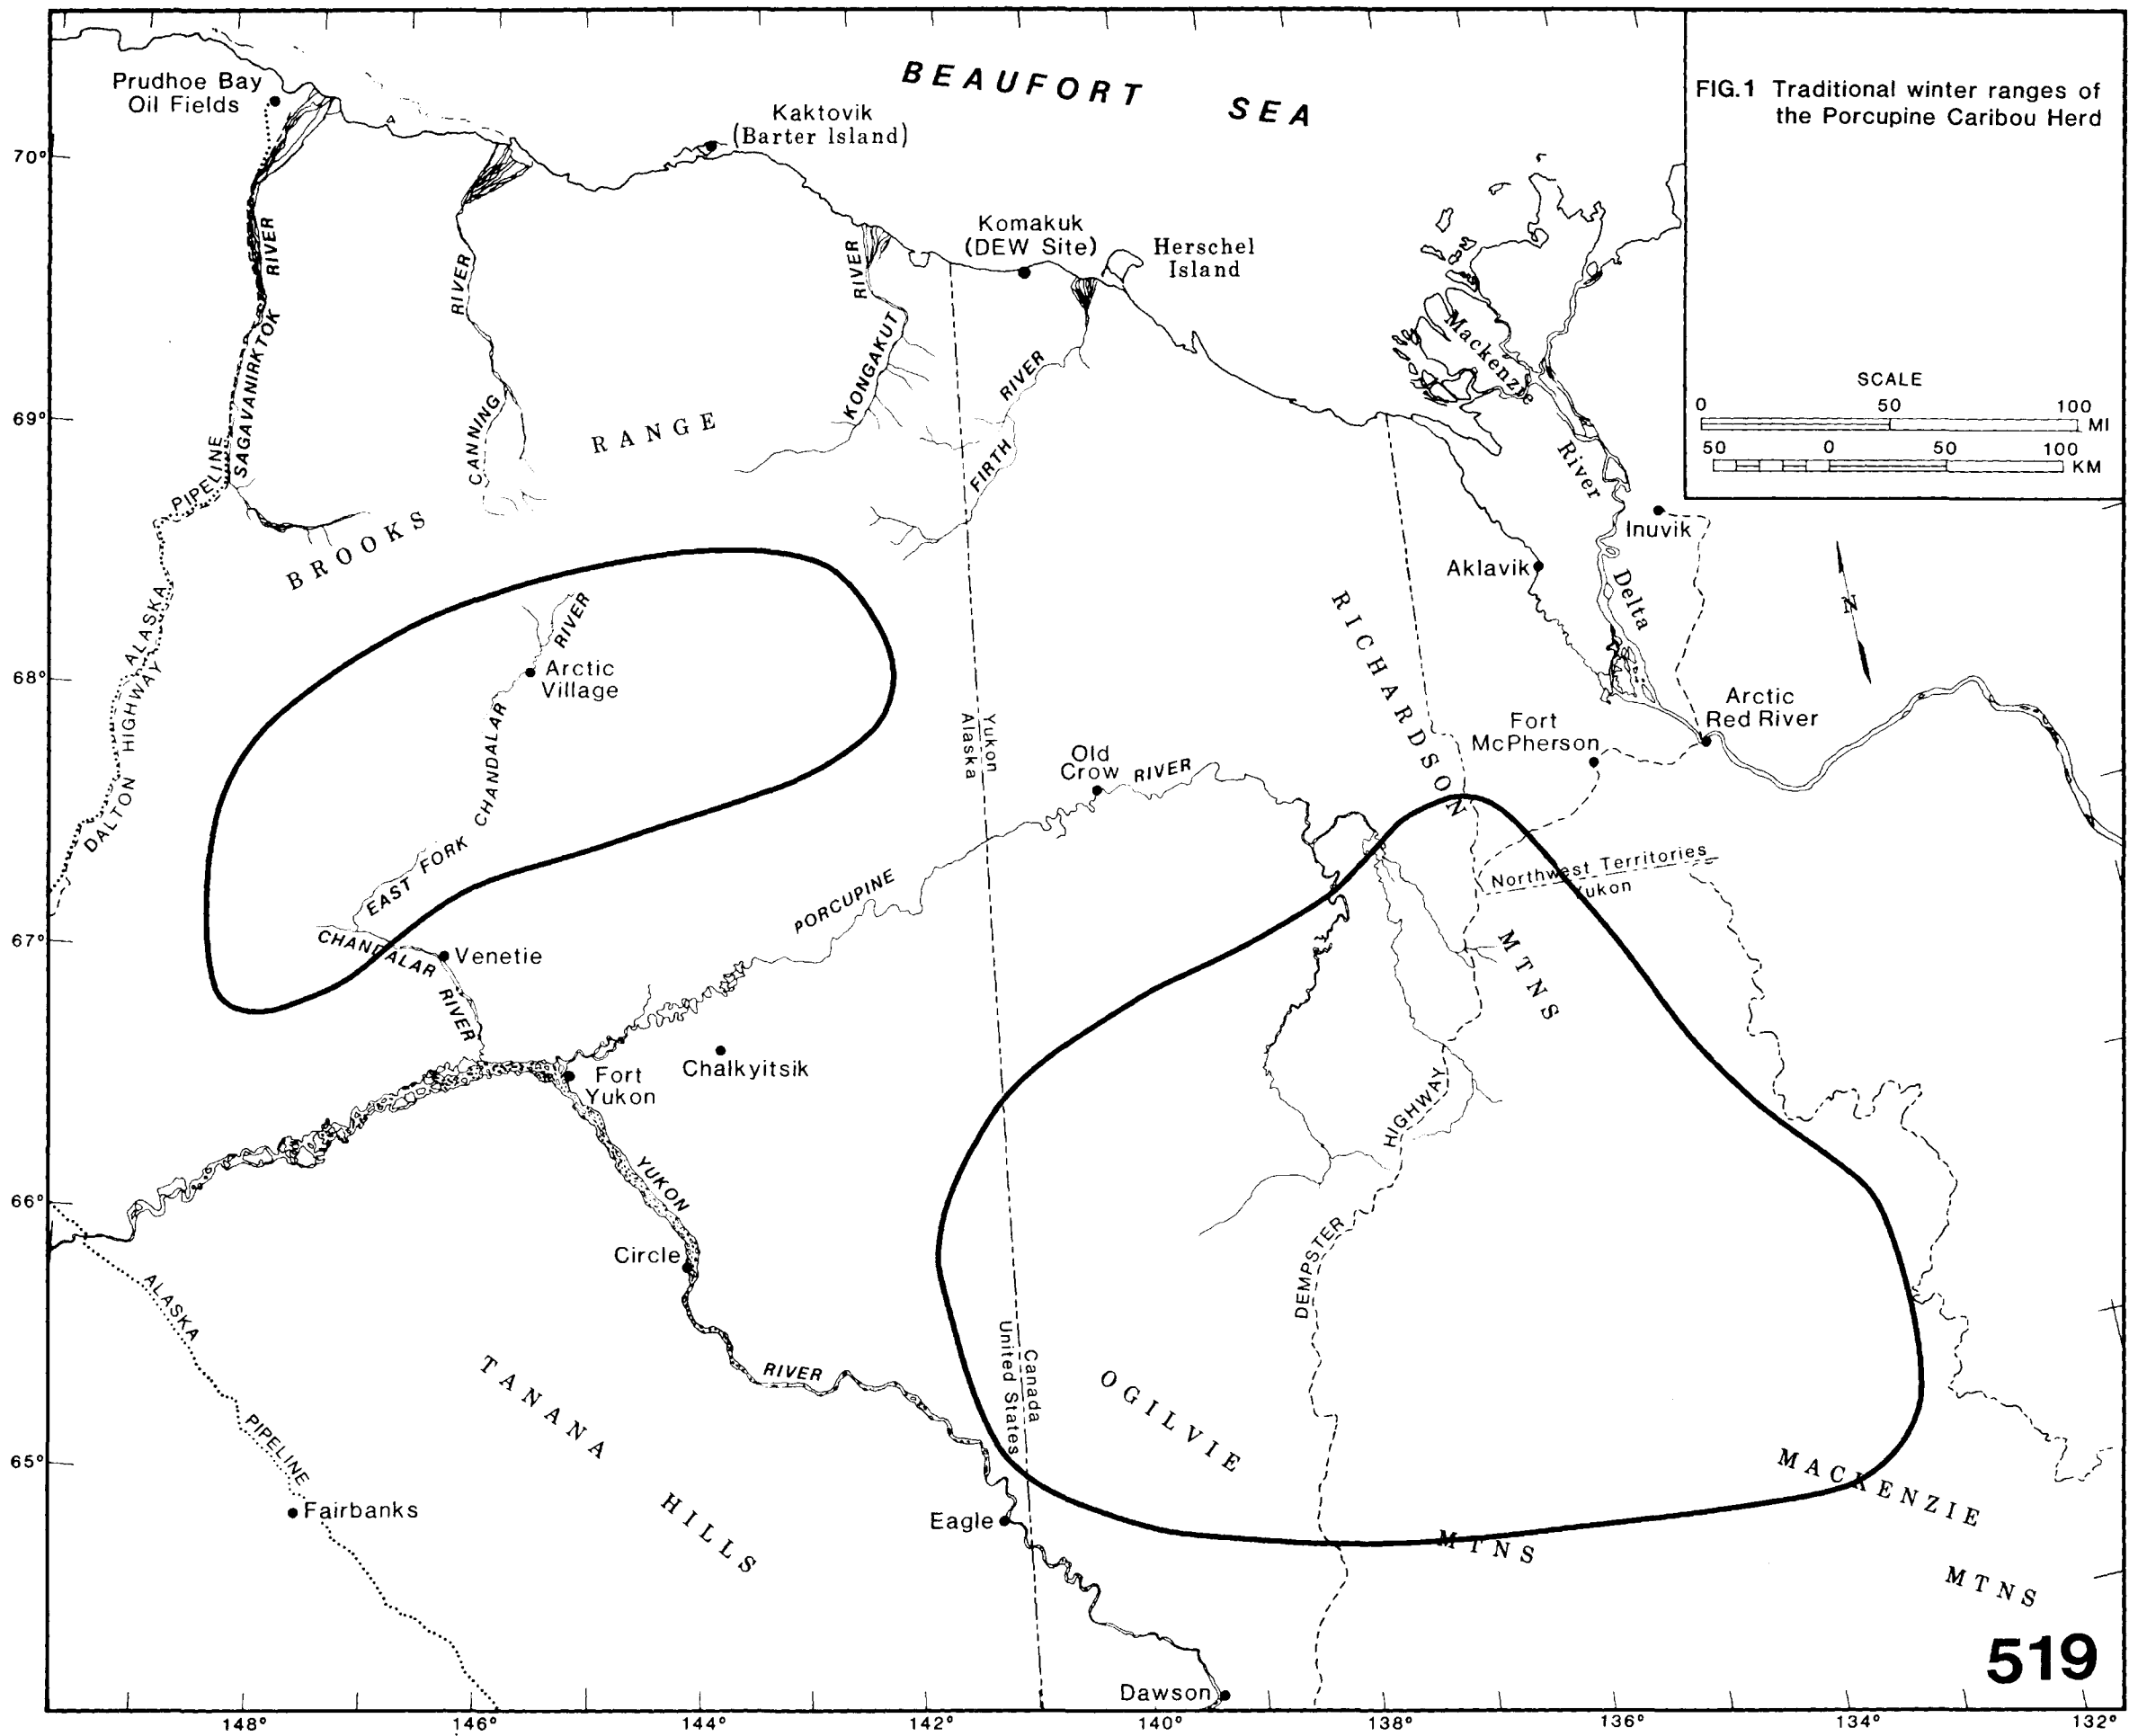 BEAUFORT SEA
FIG.1 Traditional winter ranges of
the Porcupine Caribou Herd
SCALE
0 50 100
MI
50 0 50 100
KM
Prudhoe Bay
Oil Fields
Kaktovik
(Barter Island)
Komakuk
(DEW Site)
Herschel
Island
70°
69°
68°
67°
66°
65°
RIVER
SAGAVANIRKTOK
RIVER
CANNING
RIVER
KONGAKUT
RIVER
FIRTH
Mackenzie
River
Delta
BROOKS RANGE
PIPELINE
ALASKA
DALTON HIGHWAY
Inuvik
Aklavik
N
RICHARDSON
MTNS
Arctic
Red River
Fort
McPherson
RIVER
Arctic
Village
CHANDALAR
EAST FORK
Yukon
Alaska
Old
Crow
RIVER
PORCUPINE
Northwest Territories
Yukon
CHANDALAR
RIVER
Venetie
Fort
Yukon
Chalkyitsik
HIGHWAY
DEMPSTER
YUKON
RIVER
Circle
ALASKA
PIPELINE
TANANA
HILLS
Canada
United States
OGILVIE
MTNS
MACKENZIE
MTNS
Fairbanks
Eagle
Dawson
519
148° 146° 144° 142° 140° 138° 136° 134° 132°